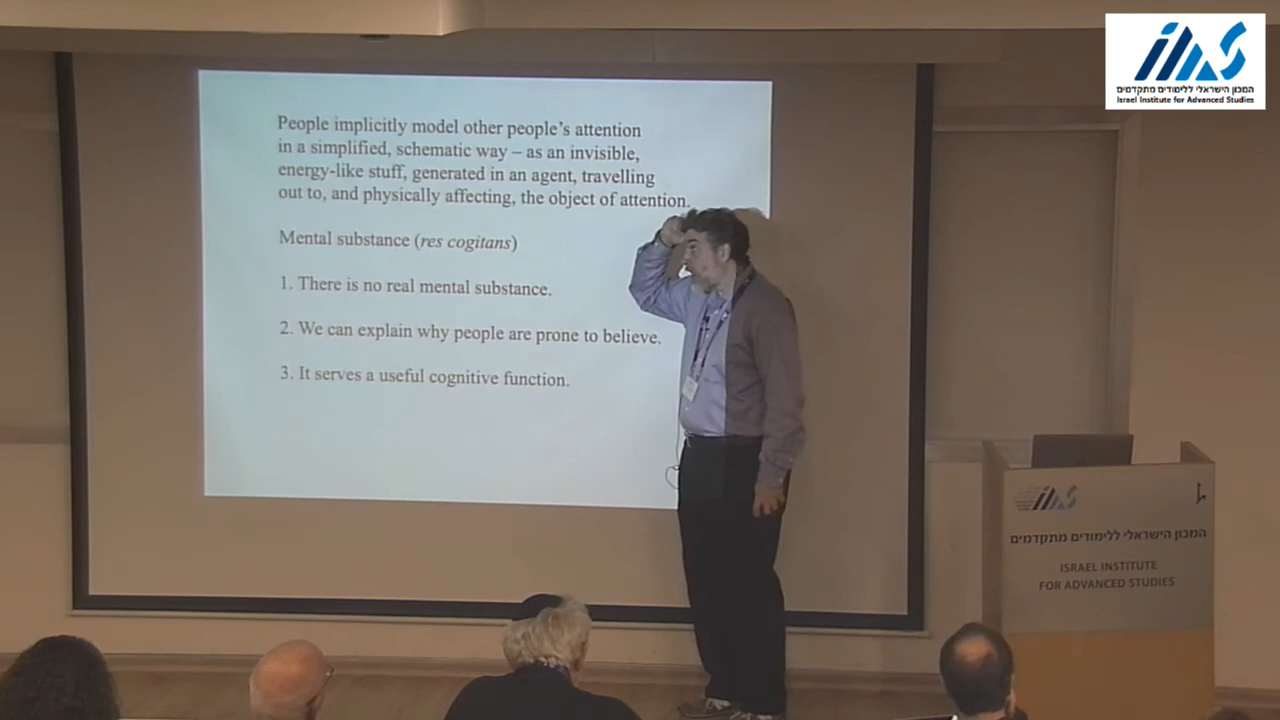 המכון הישראלי ללימודים מתקדמים
Israel Institute for Advanced Studies
People implicitly model other people's attention
in a simplified, schematic way – as an invisible,
energy-like stuff, generated in an agent, travelling
out to, and physically affecting, the object of attention.
Mental substance (res cogitans)
1. There is no real mental substance.
2. We can explain why people are prone to believe.
3. It serves a useful cognitive function.
המכון הישראלי ללימודים מתקדמים
ISRAEL INSTITUTE
FOR ADVANCED STUDIES